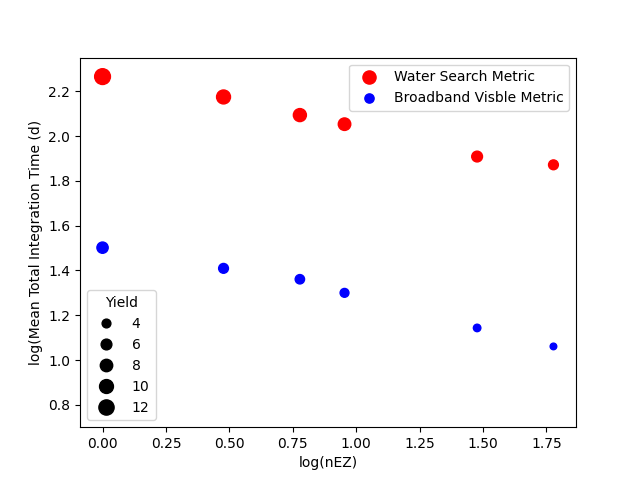 Water Search Metric
Broadband Visble Metric
log(Mean Total Integration Time (d)
2.2
2.0
1.8
1.6
1.4
1.2
1.0
0.8
Yield
4
6
8
10
12
0.00 0.25 0.50 0.75 1.00 1.25 1.50 1.75
log(nEZ)